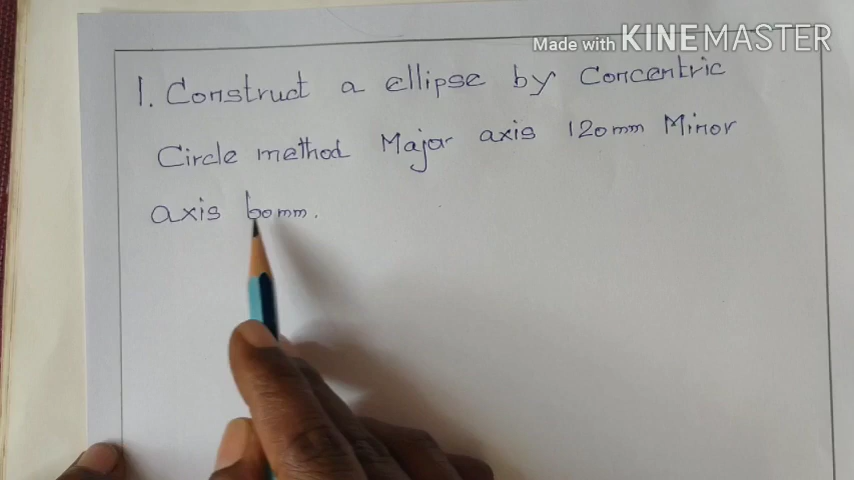 Made with KINEMASTER
1. Construct a ellipse by Concentric
Circle method Major axis 120mm Minor
axis 60mm.